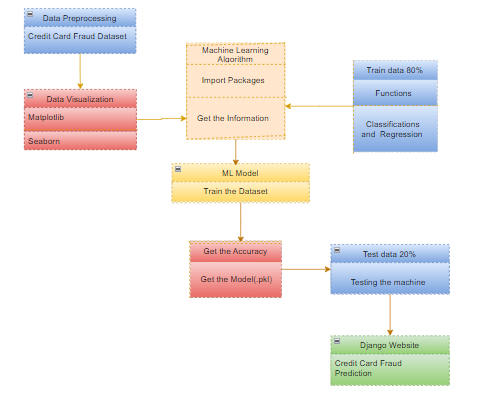 Data Preprocessing
Credit Card Fraud Dataset
Machine Learning
Algorithm
Import Packages
Get the Information
Train data 80%
Functions
Classifications
and Regression
Data Visualization
Matplotlib
Seaborn
ML Model
Train the Dataset
Get the Accuracy
Get the Model(.pkl)
Test data 20%
Testing the machine
Django Website
Credit Card Fraud
Prediction